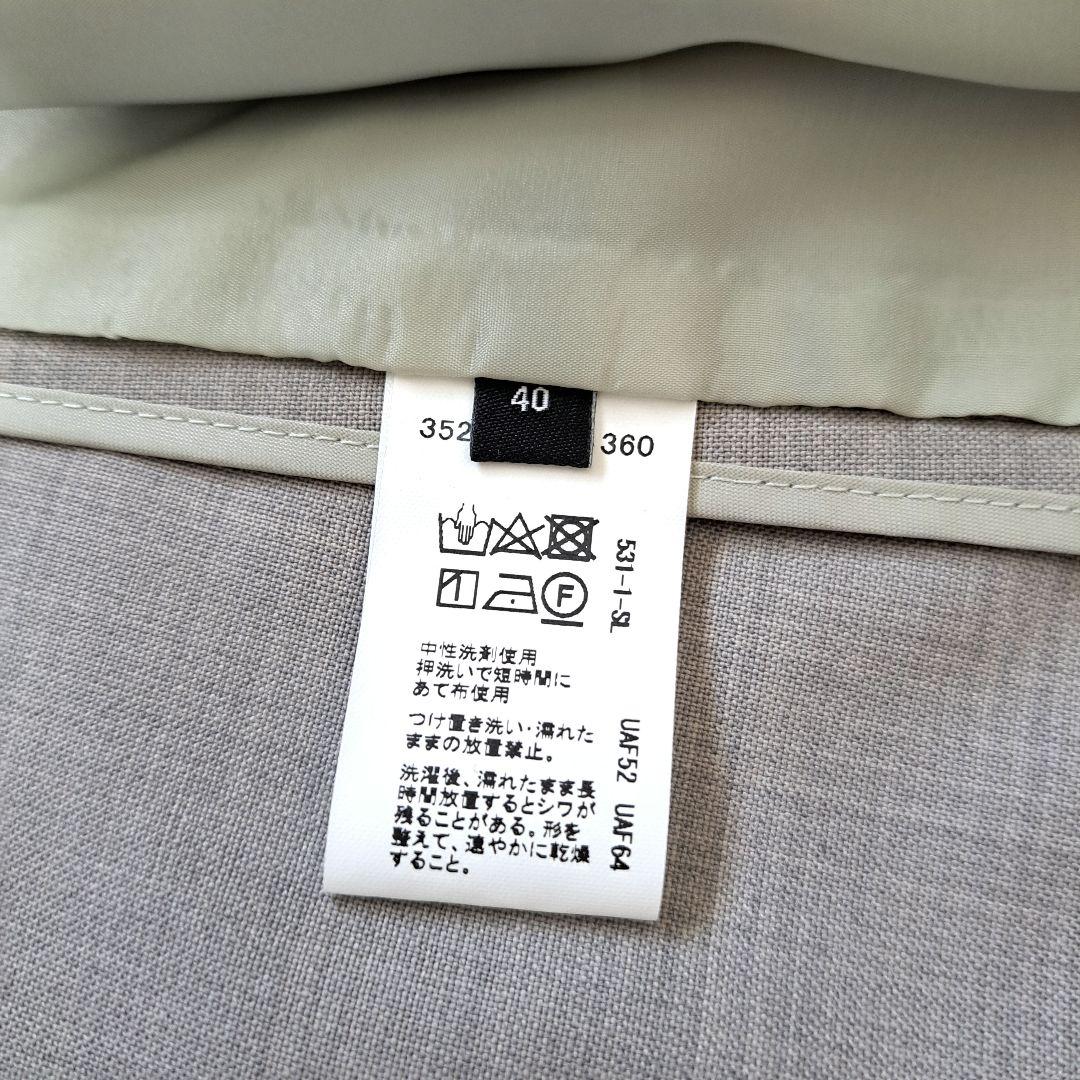 40
352
360
F
531-1-SL
中性洗剤使用
押洗いで短時間に
あて布使用
つけ置き洗い・濡れた
ままの放置禁止。
洗濯後、濡れたまま長
時間放置するとシワが
残ることがある。形を
整えて、速やかに乾燥
すること。
UAF52 UAF64